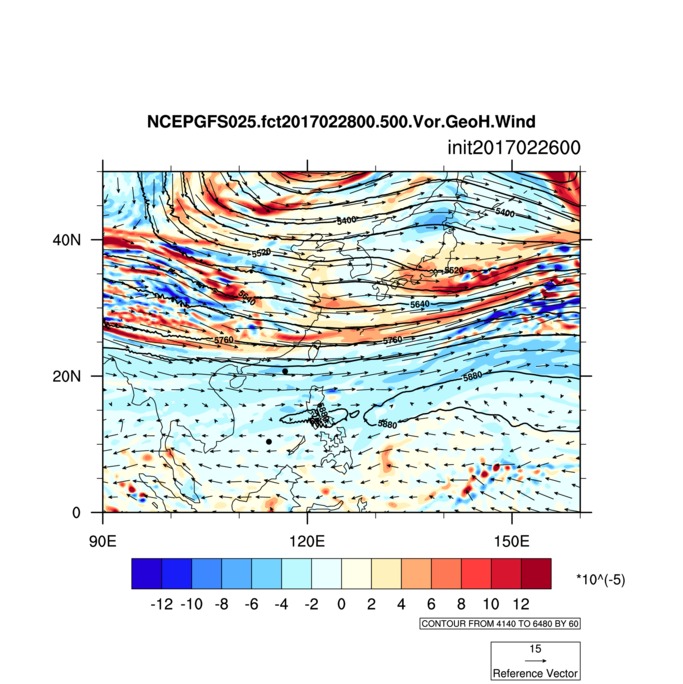 NCEPGFS025.fct2017022800.500.Vor.GeoH.Wind
init2017022600
5400
5400
40N
5520
5520
5640
5640
5760
5760
20N
5880
5880
0
90E 120E 150E
-12 -10 -8 -6 -4 -2 0 2 4 6 8 10 12
*10^(-5)
CONTOUR FROM 4140 TO 6480 BY 60
15
Reference Vector